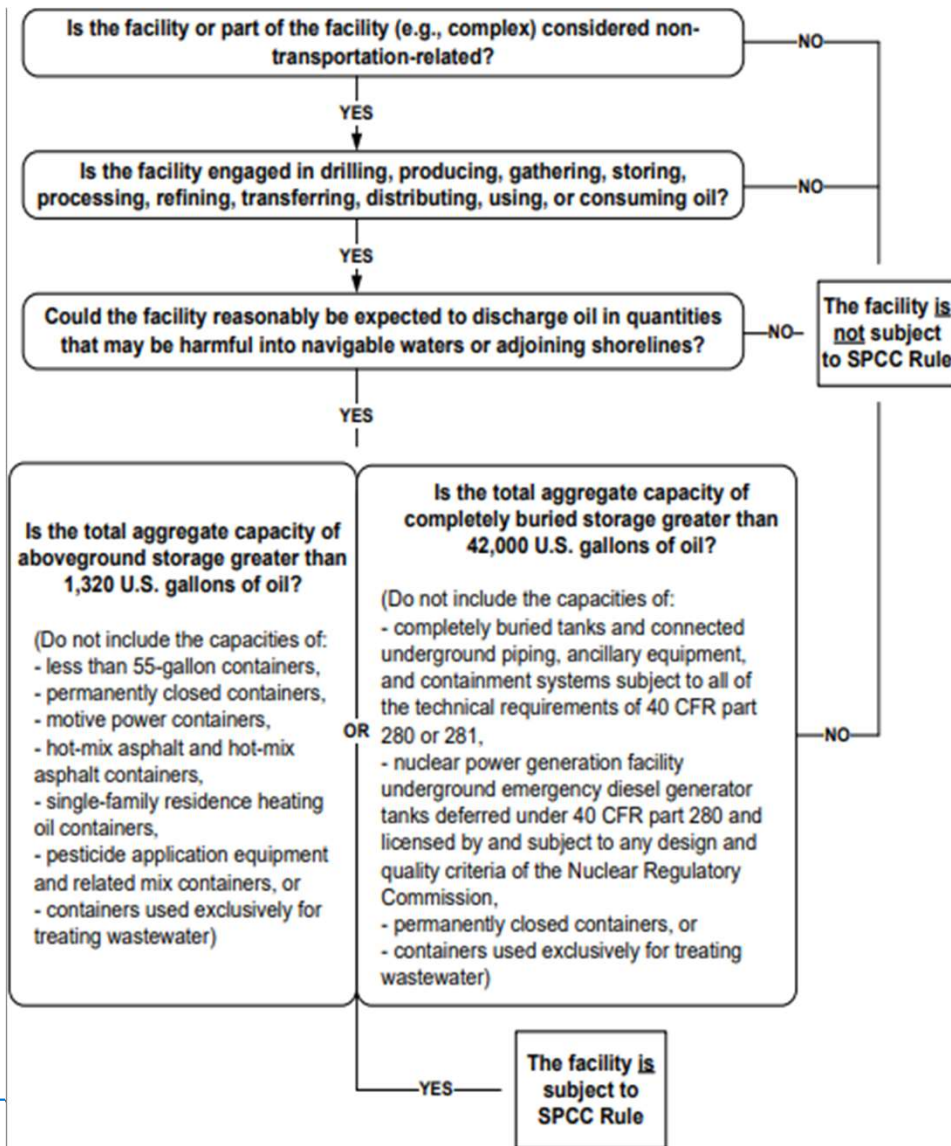 Is the facility or part of the facility (e.g., complex) considered non-
transportation-related?
NO
YES
Is the facility engaged in drilling, producing, gathering, storing,
processing, refining, transferring, distributing, using, or consuming oil?
NO
YES
Could the facility reasonably be expected to discharge oil in quantities
that may be harmful into navigable waters or adjoining shorelines?
NO
The facility is
not subject
to SPCC Rule
YES
Is the total aggregate capacity of
aboveground storage greater than
1,320 U.S. gallons of oil?
(Do not include the capacities of:
- less than 55-gallon containers,
- permanently closed containers,
- motive power containers,
- hot-mix asphalt and hot-mix
asphalt containers,
- single-family residence heating
oil containers,
- pesticide application equipment
and related mix containers, or
- containers used exclusively for
treating wastewater)
OR
Is the total aggregate capacity of
completely buried storage greater than
42,000 U.S. gallons of oil?
(Do not include the capacities of:
- completely buried tanks and connected
underground piping, ancillary equipment,
and containment systems subject to all of
the technical requirements of 40 CFR part
280 or 281,
- nuclear power generation facility
underground emergency diesel generator
tanks deferred under 40 CFR part 280 and
licensed by and subject to any design and
quality criteria of the Nuclear Regulatory
Commission,
- permanently closed containers, or
- containers used exclusively for treating
wastewater)
NO
YES
The facility is
subject to
SPCC Rule